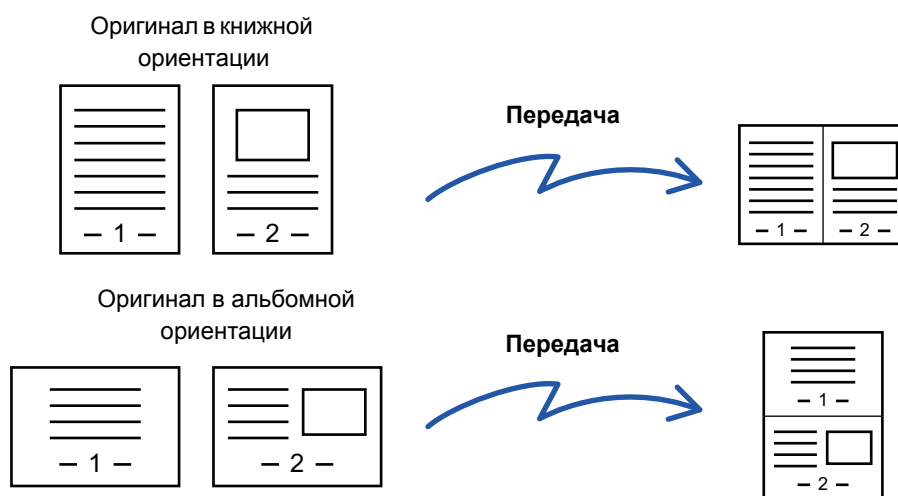 Оригинал в книжной
ориентации
Передача
– 1 –
– 2 –
– 1 –
– 2 –
Оригинал в альбомной
ориентации
Передача
– 1 –
– 2 –
– 1 –
– 2 –